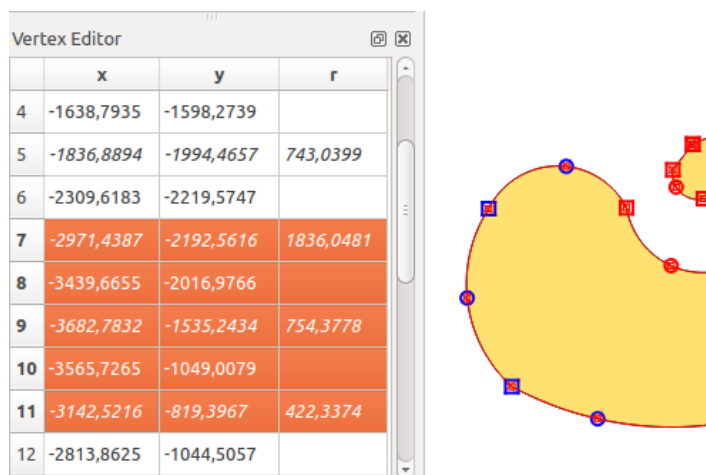 Vertex Editor
x y r
4 -1638,7935 -1598,2739
5 -1836,8894 -1994,4657 743,0399
6 -2309,6183 -2219,5747
7 -2971,4387 -2192,5616 1836,0481
8 -3439,6655 -2016,9766
9 -3682,7832 -1535,2434 754,3778
10 -3565,7265 -1049,0079
11 -3142,5216 -819,3967 422,3374
12 -2813,8625 -1044,5057